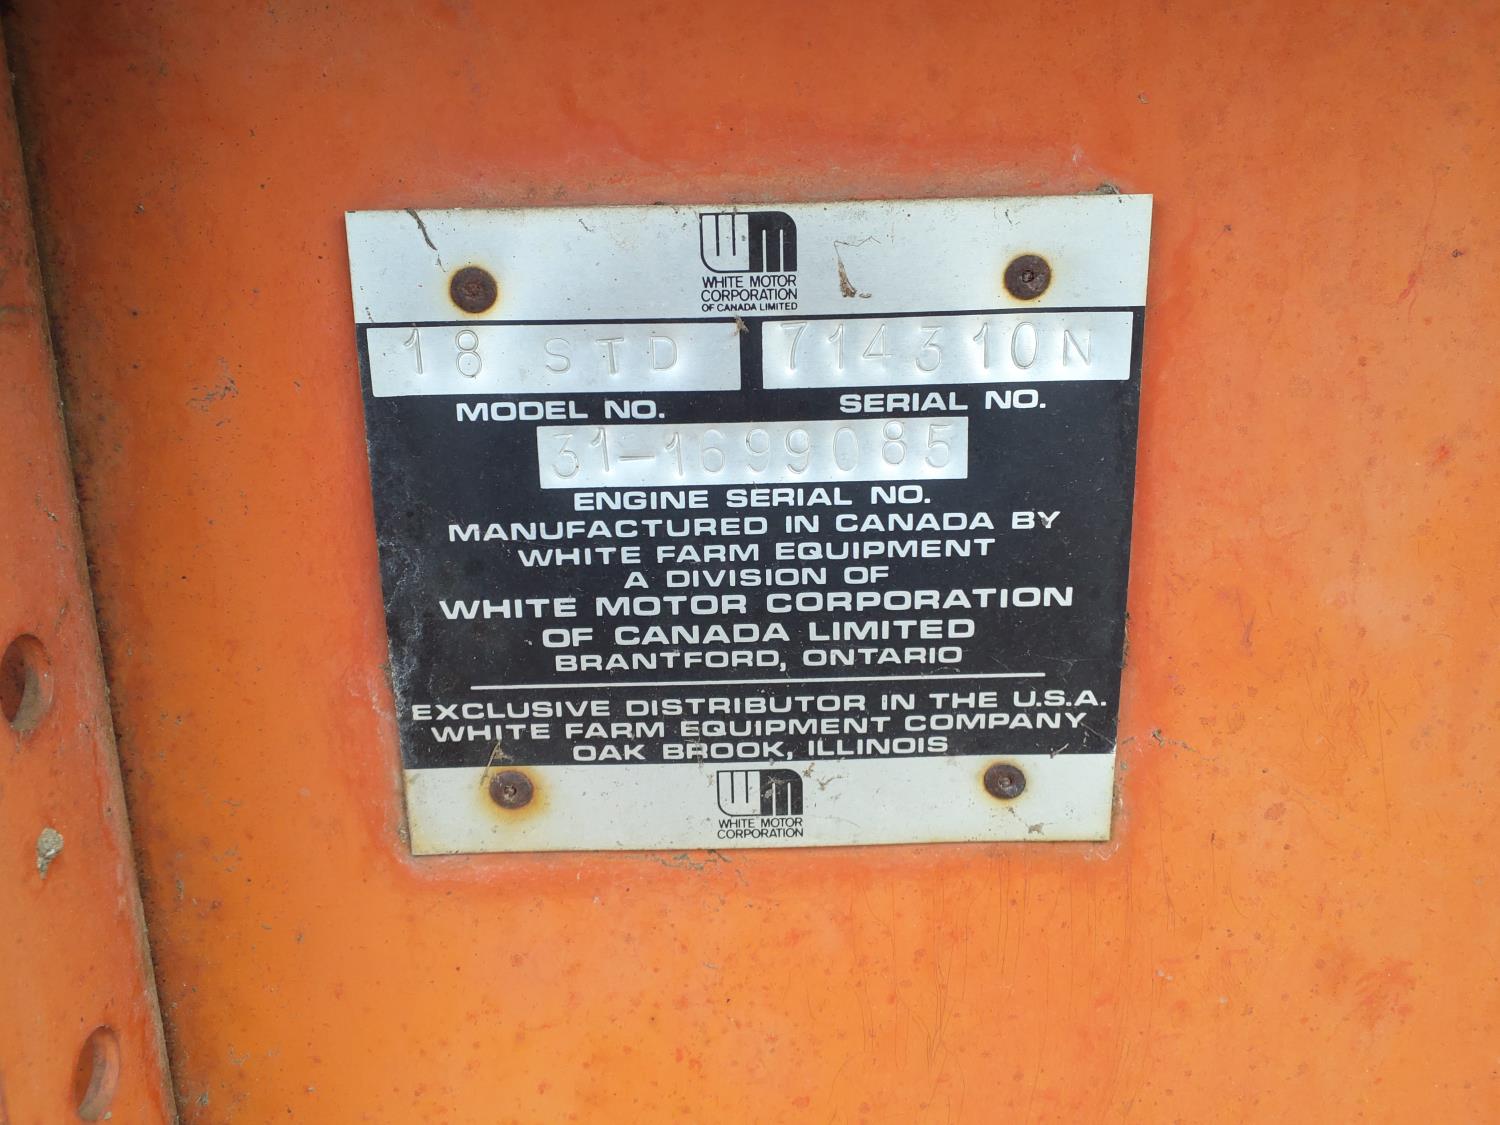 WM
WHITE MOTOR
CORPORATION
OF CANADA LIMITED
18 STD 714310N
MODEL NO. SERIAL NO.
31-1699085
ENGINE SERIAL NO.
MANUFACTURED IN CANADA BY
WHITE FARM EQUIPMENT
A DIVISION OF
WHITE MOTOR CORPORATION
OF CANADA LIMITED
BRANTFORD, ONTARIO
EXCLUSIVE DISTRIBUTOR IN THE U.S.A.
WHITE FARM EQUIPMENT COMPANY
OAK BROOK, ILLINOIS
WM
WHITE MOTOR
CORPORATION